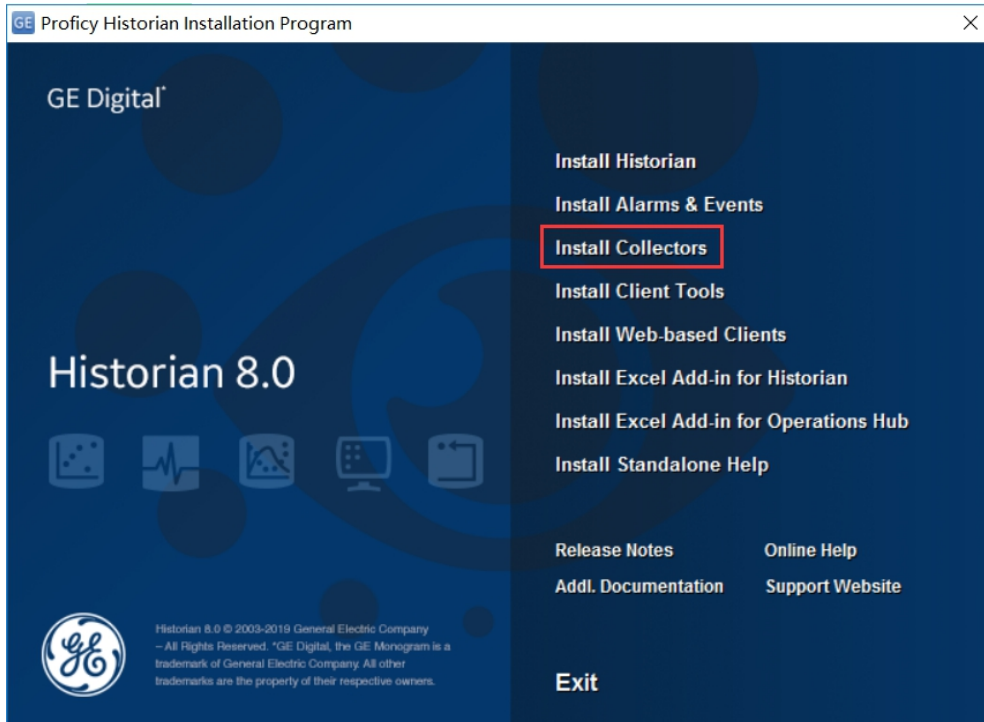 GE Proficy Historian Installation Program
GE Digital*
Install Historian
Install Alarms & Events
Install Collectors
Install Client Tools
Install Web-based Clients
Install Excel Add-in for Historian
Install Excel Add-in for Operations Hub
Install Standalone Help
Historian 8.0
Release Notes Online Help
Addl. Documentation Support Website
Historian 8.0 © 2003-2019 General Electric Company
– All Rights Reserved. *GE Digital, the GE Monogram is a
trademark of General Electric Company. All other
trademarks are the property of their respective owners.
Exit